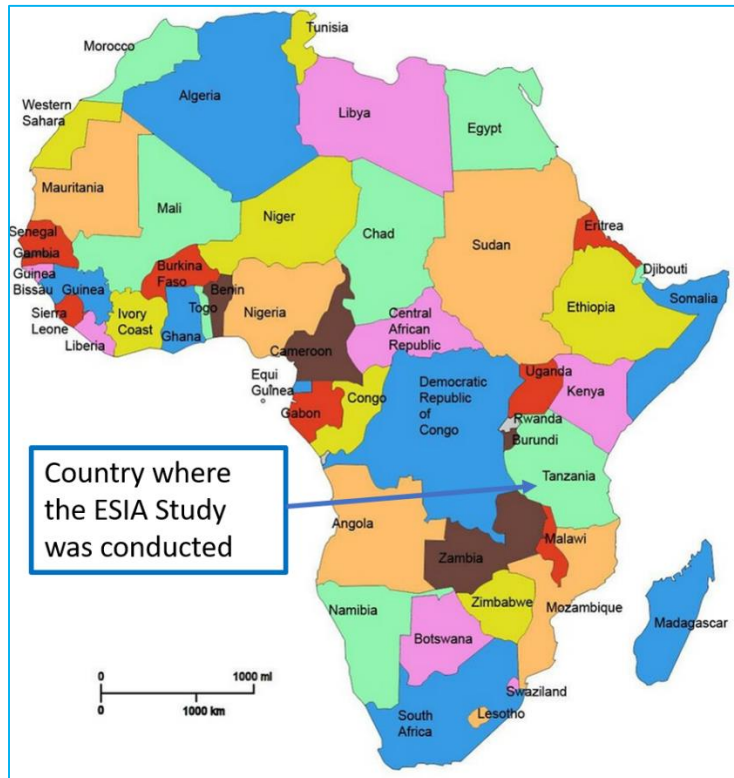 Tunisia
Morocco
Algeria
Libya
Egypt
Western
Sahara
Mauritania
Mali
Niger
Chad
Sudan
Eritrea
Senegal
Gambia
Guinea
Bissau
Guinea
Burkina
Faso
Benin
Djibouti
Somalia
Ethiopia
Nigeria
Togo
Sierra
Leone
Ivory
Coast
Ghana
Liberia
Central
African
Republic
Cameroon
Equi
Guinea
Gabon
Congo
Democratic
Republic
of
Congo
Uganda
Kenya
Rwanda
Burundi
Tanzania
Country where
the ESIA Study
was conducted
Angola
Malawi
Zambia
Mozambique
Zimbabwe
Namibia
Botswana
Madagascar
Swaziland
Lesotho
South
Africa
0 1000 mi
0 1000 km